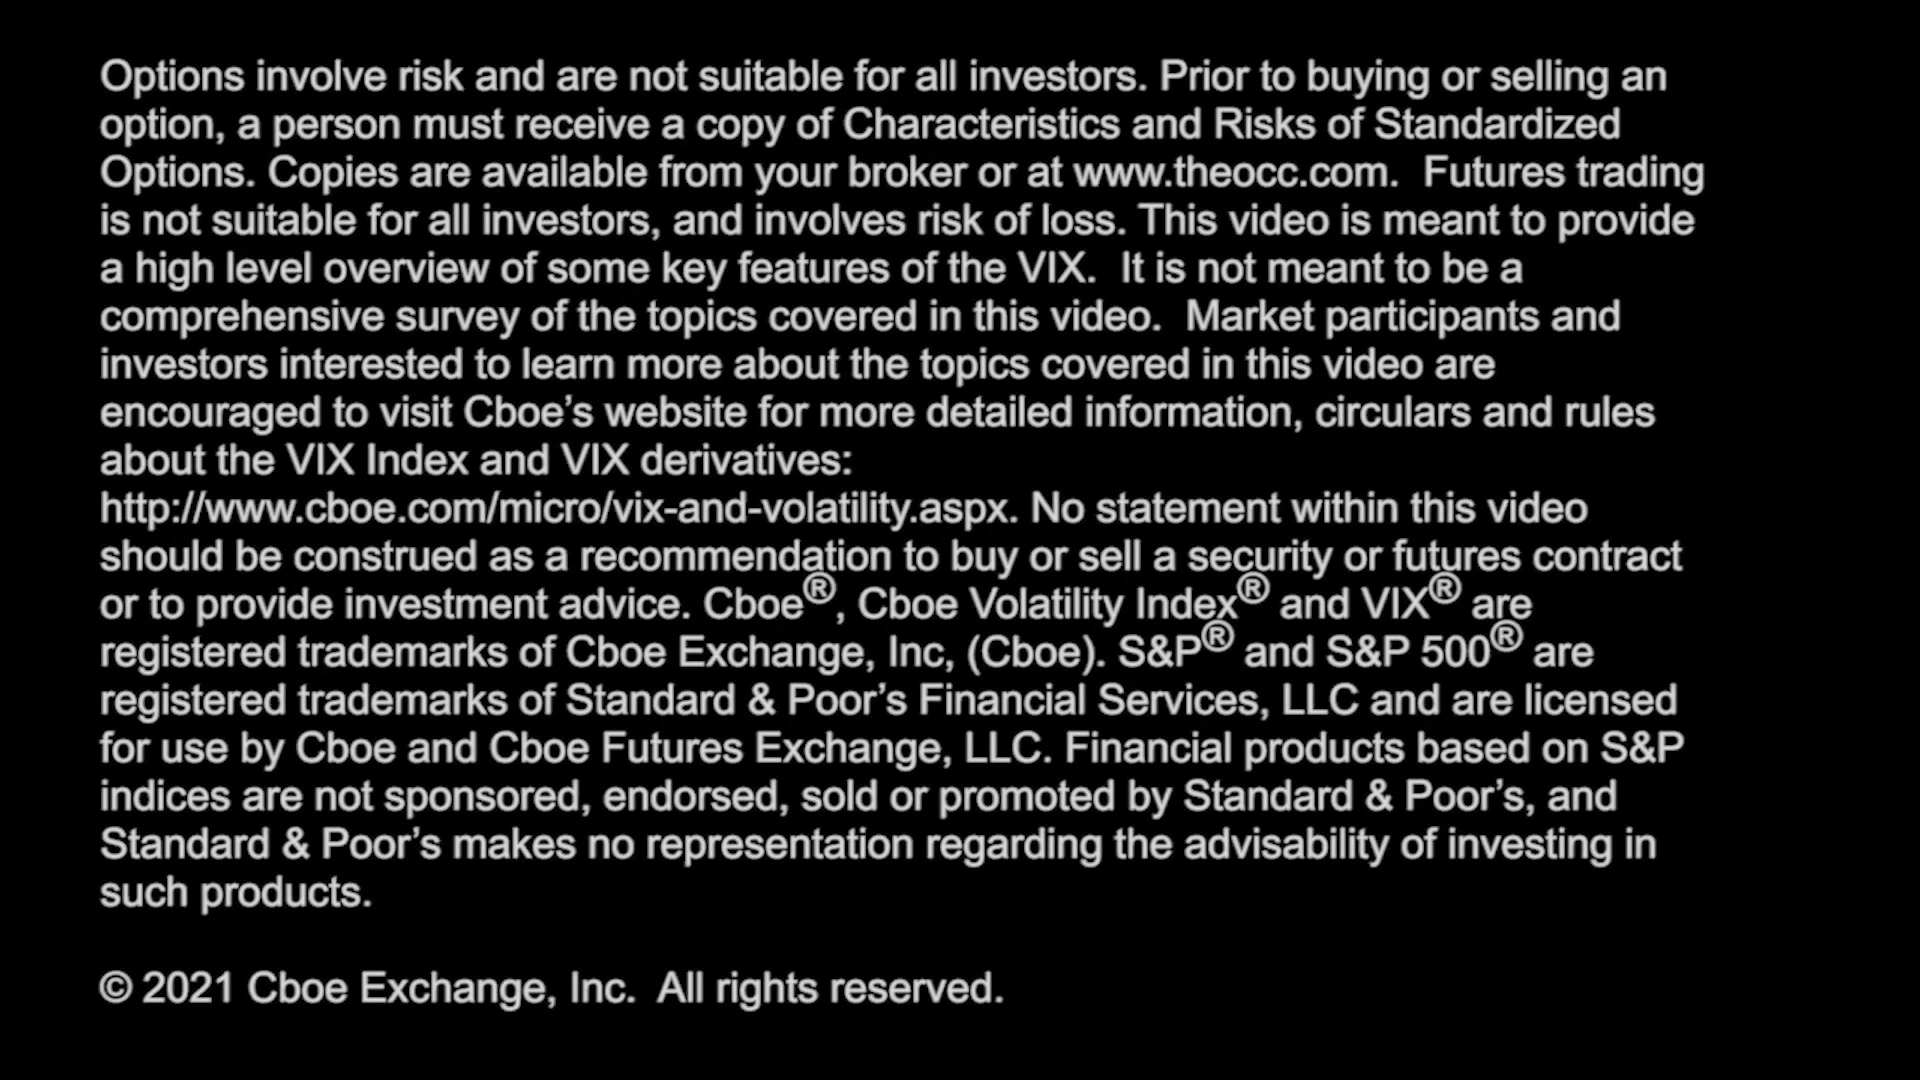 Options involve risk and are not suitable for all investors. Prior to buying or selling an
option, a person must receive a copy of Characteristics and Risks of Standardized
Options. Copies are available from your broker or at www.theocc.com.  Futures trading
is not suitable for all investors, and involves risk of loss. This video is meant to provide
a high level overview of some key features of the VIX.  It is not meant to be a
comprehensive survey of the topics covered in this video.  Market participants and
investors interested to learn more about the topics covered in this video are
encouraged to visit Cboe’s website for more detailed information, circulars and rules
about the VIX Index and VIX derivatives:
http://www.cboe.com/micro/vix-and-volatility.aspx. No statement within this video
should be construed as a recommendation to buy or sell a security or futures contract
or to provide investment advice. Cboe®, Cboe Volatility Index® and VIX® are
registered trademarks of Cboe Exchange, Inc, (Cboe). S&P® and S&P 500® are
registered trademarks of Standard & Poor’s Financial Services, LLC and are licensed
for use by Cboe and Cboe Futures Exchange, LLC. Financial products based on S&P
indices are not sponsored, endorsed, sold or promoted by Standard & Poor’s, and
Standard & Poor’s makes no representation regarding the advisability of investing in
such products.
© 2021 Cboe Exchange, Inc.  All rights reserved.